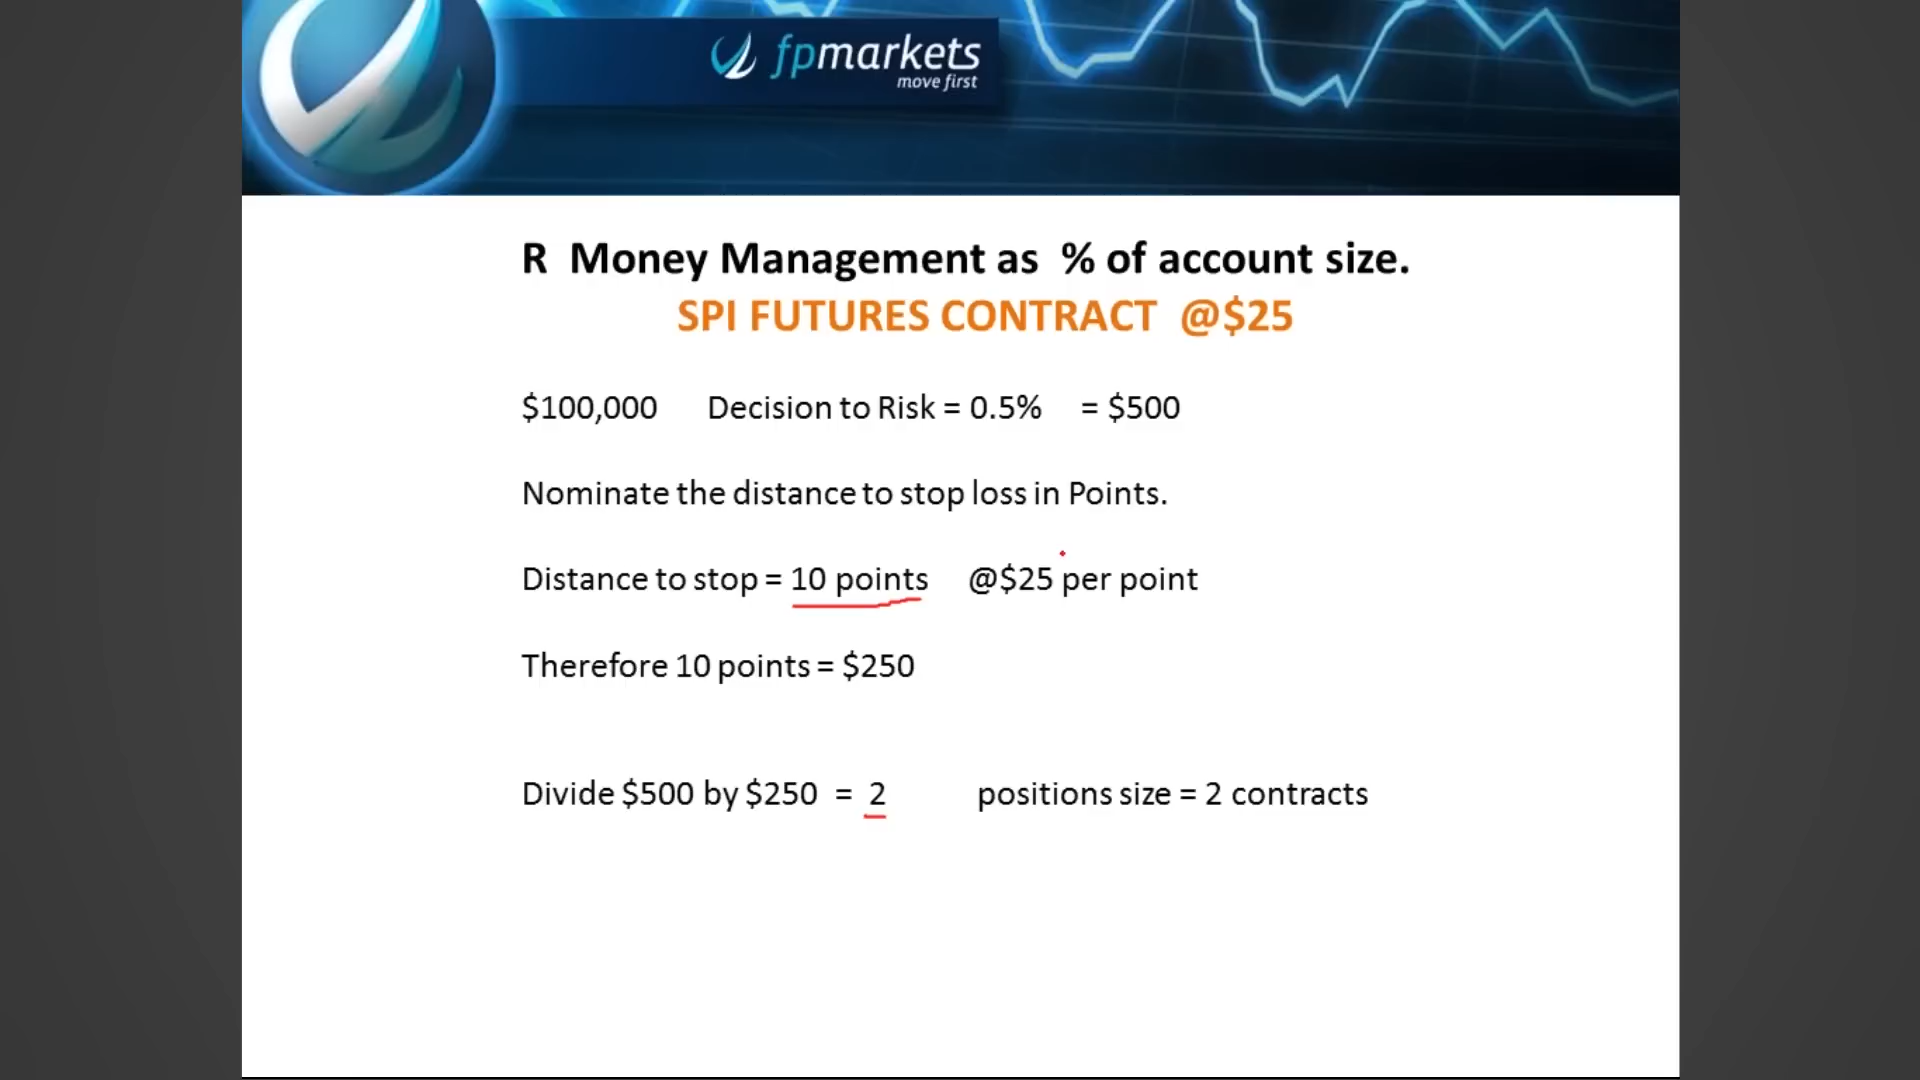 fpmarkets
move first
R Money Management as % of account size.
SPI FUTURES CONTRACT @$25
$100,000 Decision to Risk = 0.5% = $500
Nominate the distance to stop loss in Points.
Distance to stop = 10 points @$25 per point
Therefore 10 points = $250
Divide $500 by $250 = 2 positions size = 2 contracts